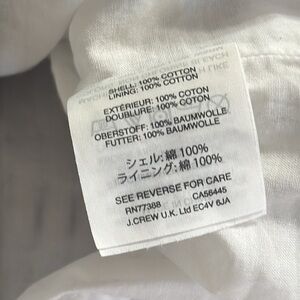 SHELL: 100% COTTON
LINING: 100% COTTON
EXTÉRIEUR: 100% COTON
DOUBLURE: 100% COTON
OBERSTOFF: 100% BAUMWOLLE
FUTTER: 100% BAUMWOLLE
シェル: 綿 100%
ライニング: 綿 100%
SEE REVERSE FOR CARE
RN77388 CA56445
J.CREW U.K. Ltd EC4V 6JA